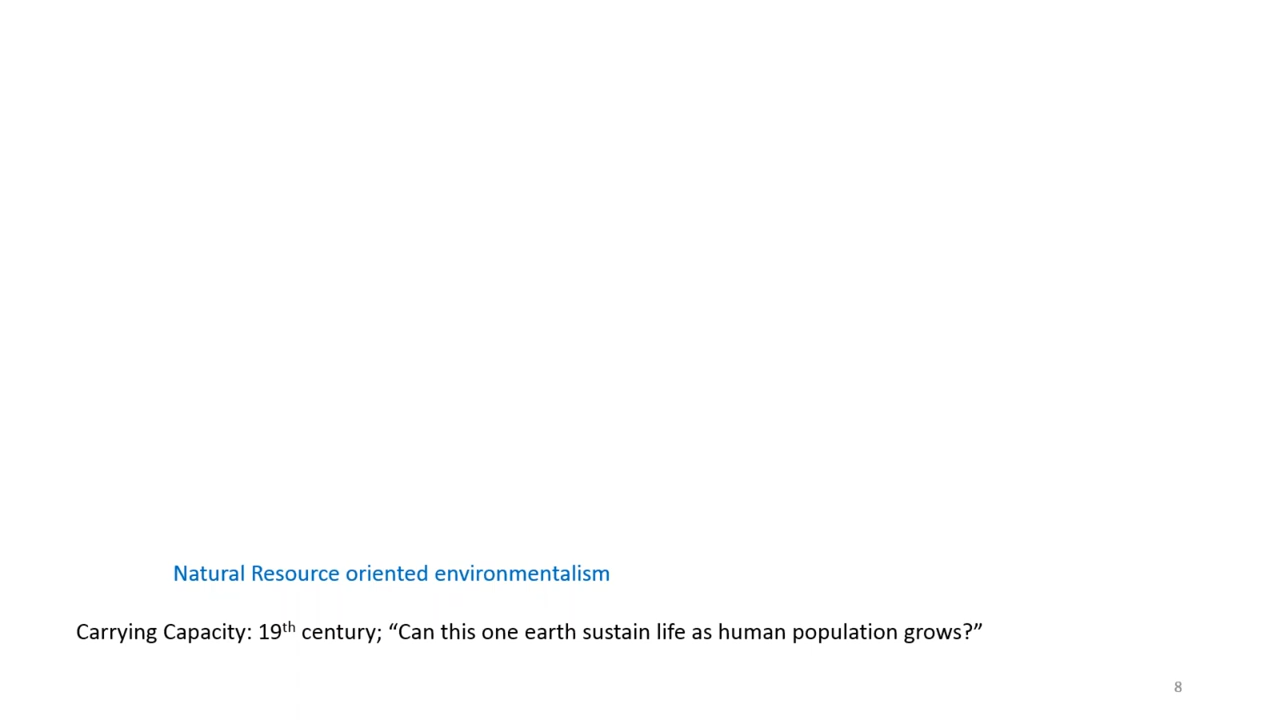 Natural Resource oriented environmentalism
Carrying Capacity: 19th century; “Can this one earth sustain life as human population grows?”
8